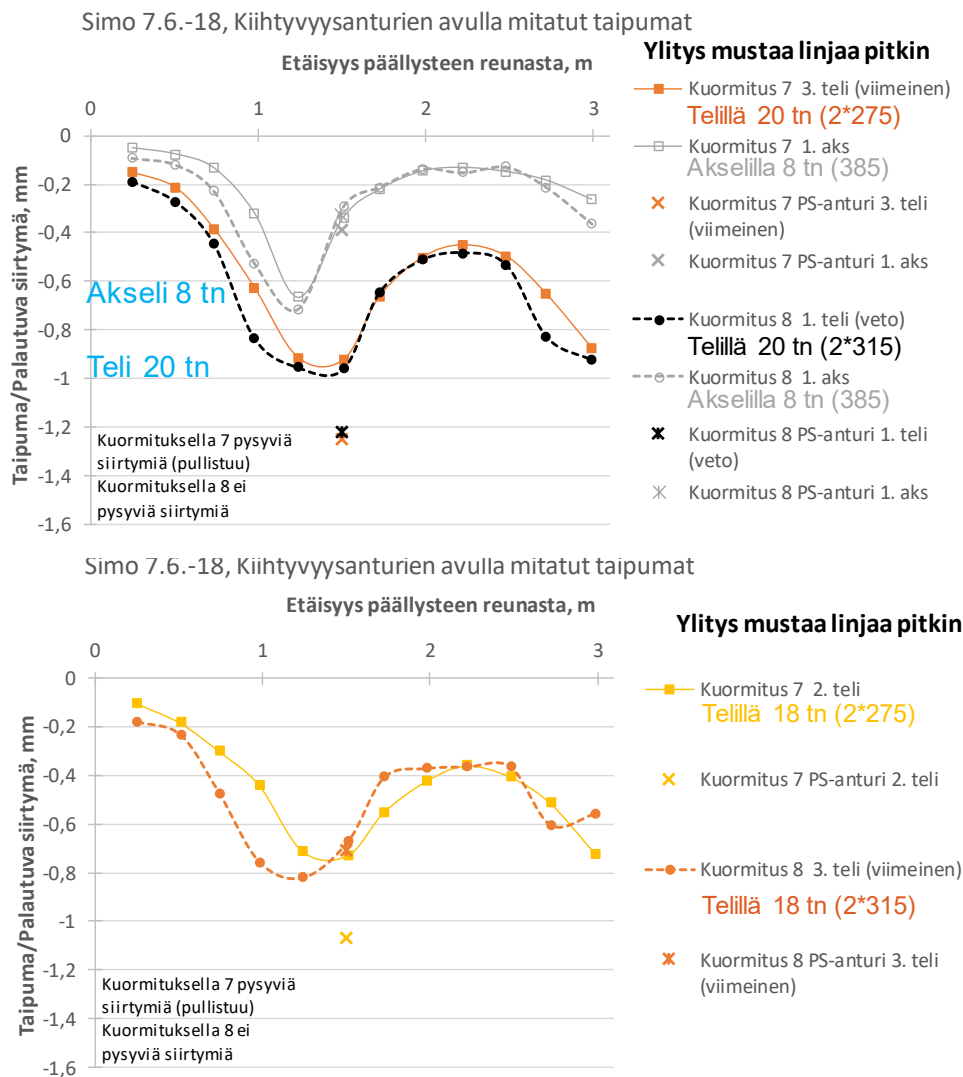 Simo 7.6.-18, Kiihtyvyysanturien avulla mitatut taipumat
Etäisyys päällysteen reunasta, m
0 1 2 3
Taipuma/Palautuva siirtymä, mm
0
-0,2
-0,4
-0,6
-0,8
-1
-1,2
-1,4
-1,6
Akseli 8 tn
Teli 20 tn
Kuormituksella 7 pysyviä
siirtymiä (pullistuu)
Kuormituksella 8 ei
pysyviä siirtymiä
Ylitys mustaa linjaa pitkin
Kuormitus 7 3. teli (viimeinen)
Telillä 20 tn (2*275)
Kuormitus 7 1. aks
Akselilla 8 tn (385)
Kuormitus 7 PS-anturi 3. teli
(viimeinen)
Kuormitus 7 PS-anturi 1. aks
Kuormitus 8 1. teli (veto)
Telillä 20 tn (2*315)
Kuormitus 8 1. aks
Akselilla 8 tn (385)
Kuormitus 8 PS-anturi 1. teli
(veto)
Kuormitus 8 PS-anturi 1. aks
Simo 7.6.-18, Kiihtyvyysanturien avulla mitatut taipumat
Etäisyys päällysteen reunasta, m
0 1 2 3
Taipuma/Palautuva siirtymä, mm
0
-0,2
-0,4
-0,6
-0,8
-1
-1,2
-1,4
-1,6
Kuormituksella 7 pysyviä
siirtymiä (pullistuu)
Kuormituksella 8 ei
pysyviä siirtymiä
Ylitys mustaa linjaa pitkin
Kuormitus 7 2. teli
Telillä 18 tn (2*275)
Kuormitus 7 PS-anturi 2. teli
Kuormitus 8 3. teli (viimeinen)
Telillä 18 tn (2*315)
Kuormitus 8 PS-anturi 3. teli
(viimeinen)